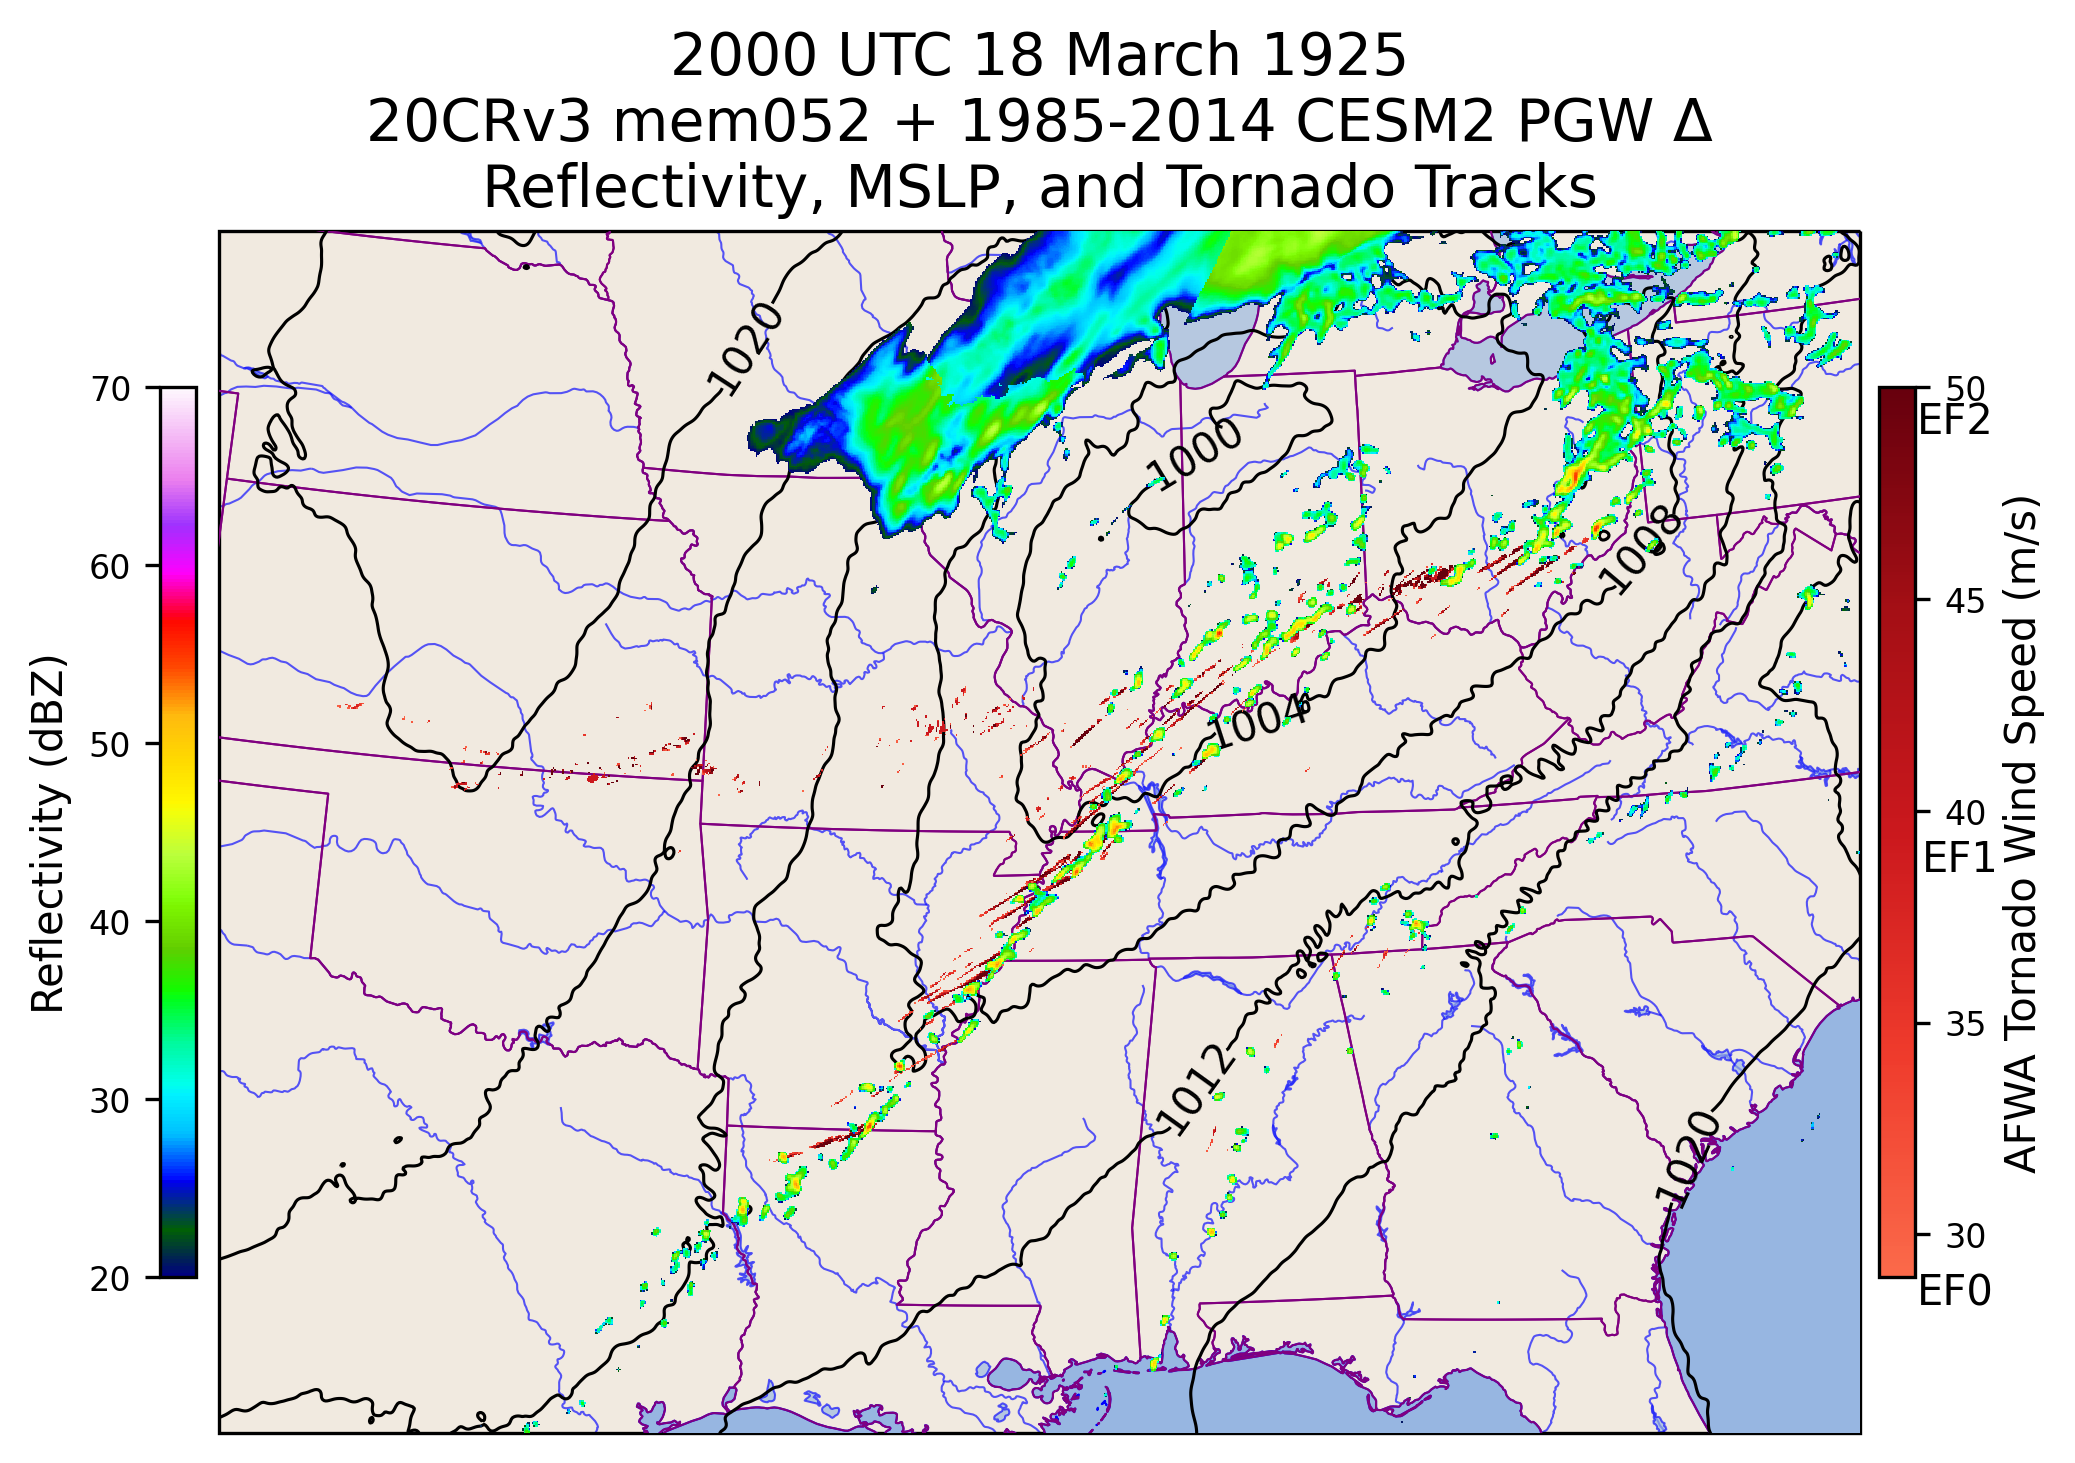 2000 UTC 18 March 1925
20CRv3 mem052 + 1985-2014 CESM2 PGW Δ
Reflectivity, MSLP, and Tornado Tracks
Reflectivity (dBZ)
70
60
50
40
30
20
1020
1000
1008
1004
1012
1020
50
EF2
45
40
EF1
35
30
EF0
AFWA Tornado Wind Speed (m/s)